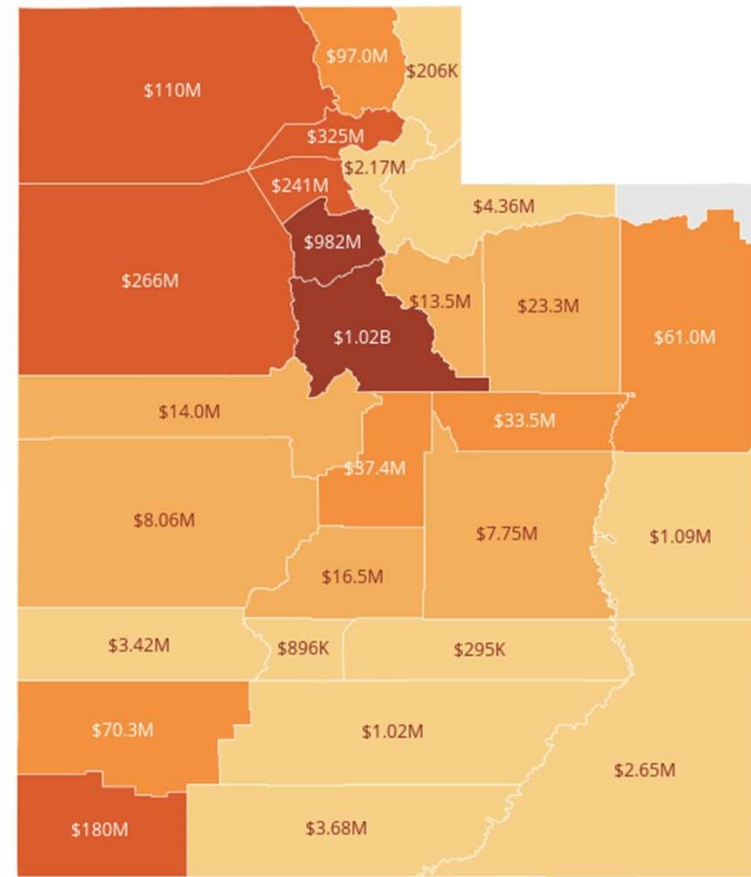 $97.0M
$206K
$110M
$325M
$2.17M
$241M
$4.36M
$982M
$266M
$13.5M
$23.3M
$1.02B
$61.0M
$14.0M
$33.5M
$37.4M
$8.06M
$7.75M
$1.09M
$16.5M
$3.42M
$896K
$295K
$70.3M
$1.02M
$2.65M
$180M
$3.68M